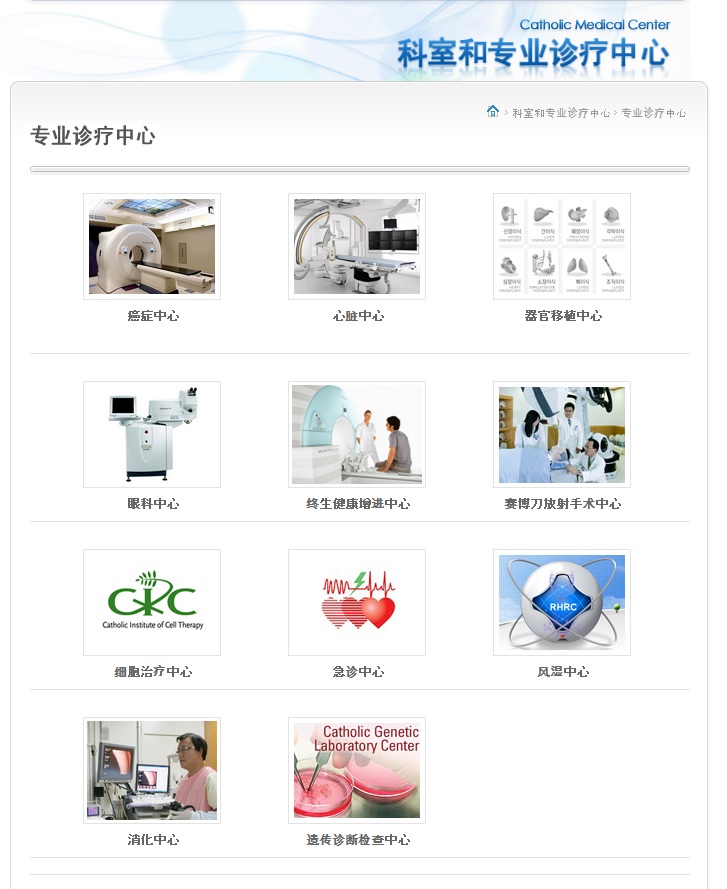 Catholic Medical Center
科室和专业诊疗中心
科室和专业诊疗中心 > 专业诊疗中心
专业诊疗中心
신장이식 간이식 췌장이식 각막이식
심장이식 소장이식 폐이식 조직이식
癌症中心 心脏中心 器官移植中心
眼科中心 终生健康增进中心 赛博刀放射手术中心
CIC
Catholic Institute of Cell Therapy
RHRC
细胞治疗中心 急诊中心 风湿中心
Catholic Genetic
Laboratory Center
消化中心 遗传诊断检查中心